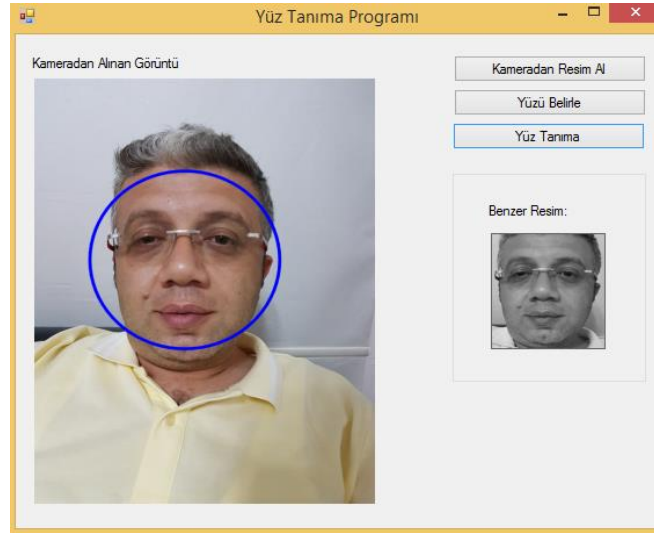 Yüz Tanıma Programı
Kameradan Alınan Görüntü
Kameradan Resim Al
Yüzü Belirle
Yüz Tanıma
Benzer Resim: